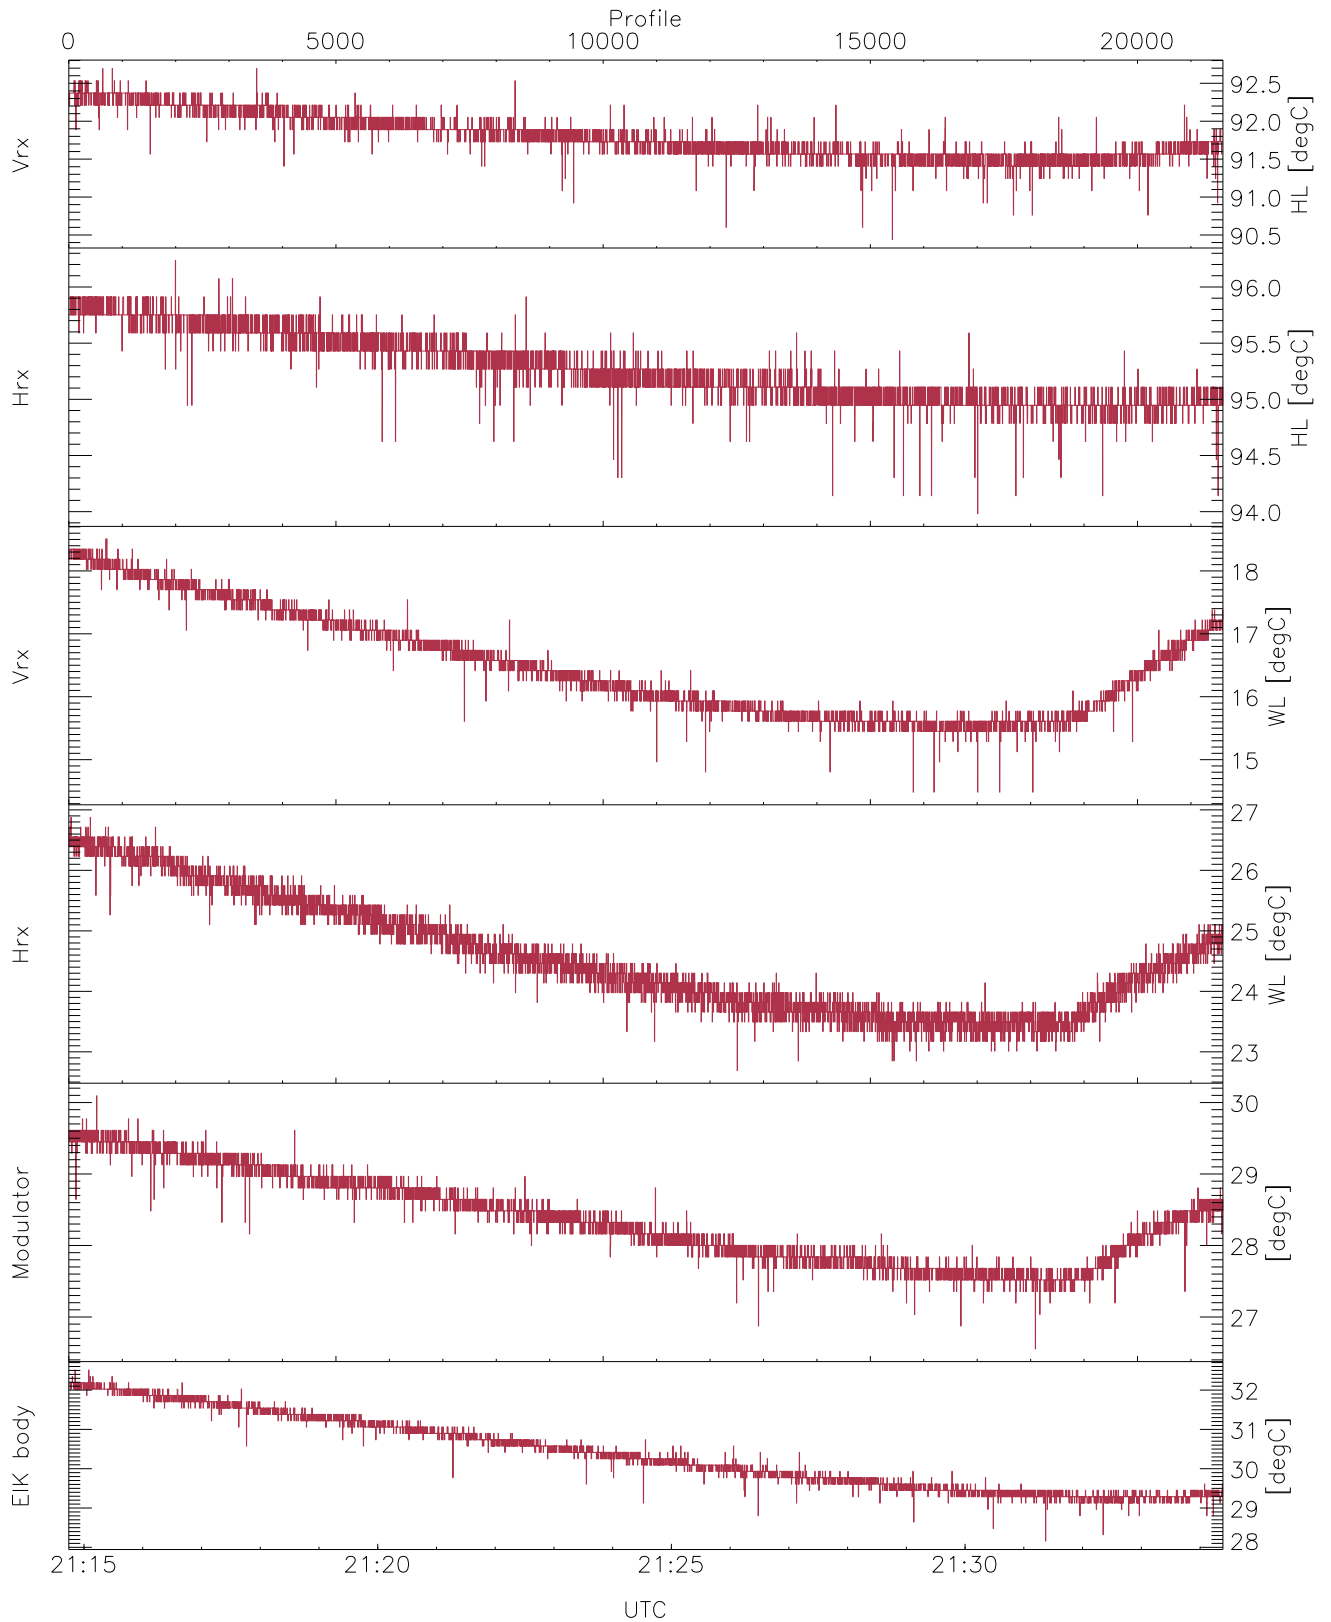 Profile
0 5000 10000 15000 20000
Vrx
92.5
92.0
91.5
91.0
90.5
HL [degC]
Hrx
96.0
95.5
95.0
94.5
94.0
HL [degC]
Vrx
18
17
16
15
WL [degC]
Hrx
27
26
25
24
23
WL [degC]
Modulator
30
29
28
27
[degC]
EIK body
32
31
30
29
28
[degC]
21:15 21:20 21:25 21:30
UTC